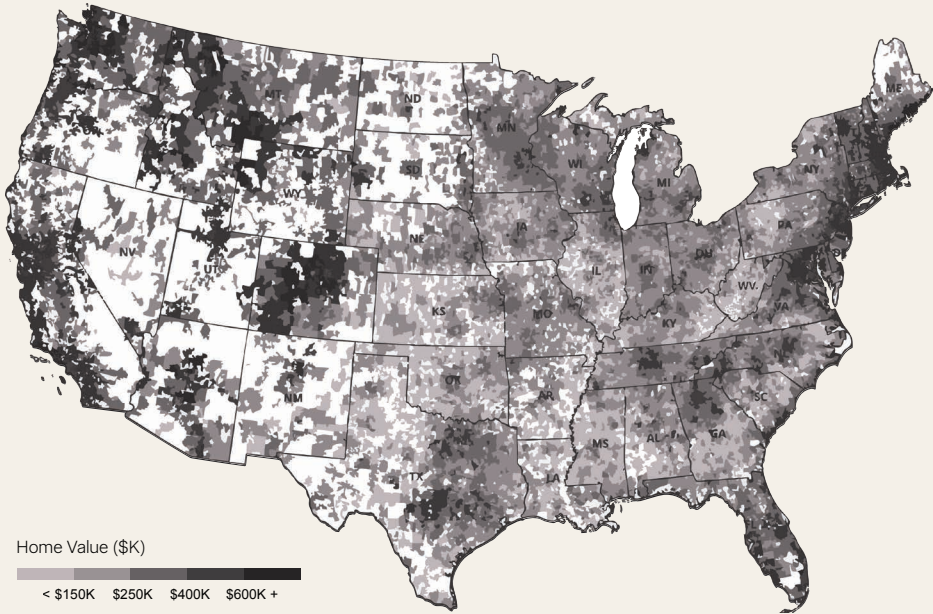 ME
MT
ND
OR
MN
SD
WI
NY
MI
WY
IA
NE
PA
OH
NV
UT
IL
IN
WV
VA
KS
MO
KY
NC
OK
NM
AR
SC
MS
AL
GA
TX
LA
Home Value ($K)
< $150K $250K $400K $600K +